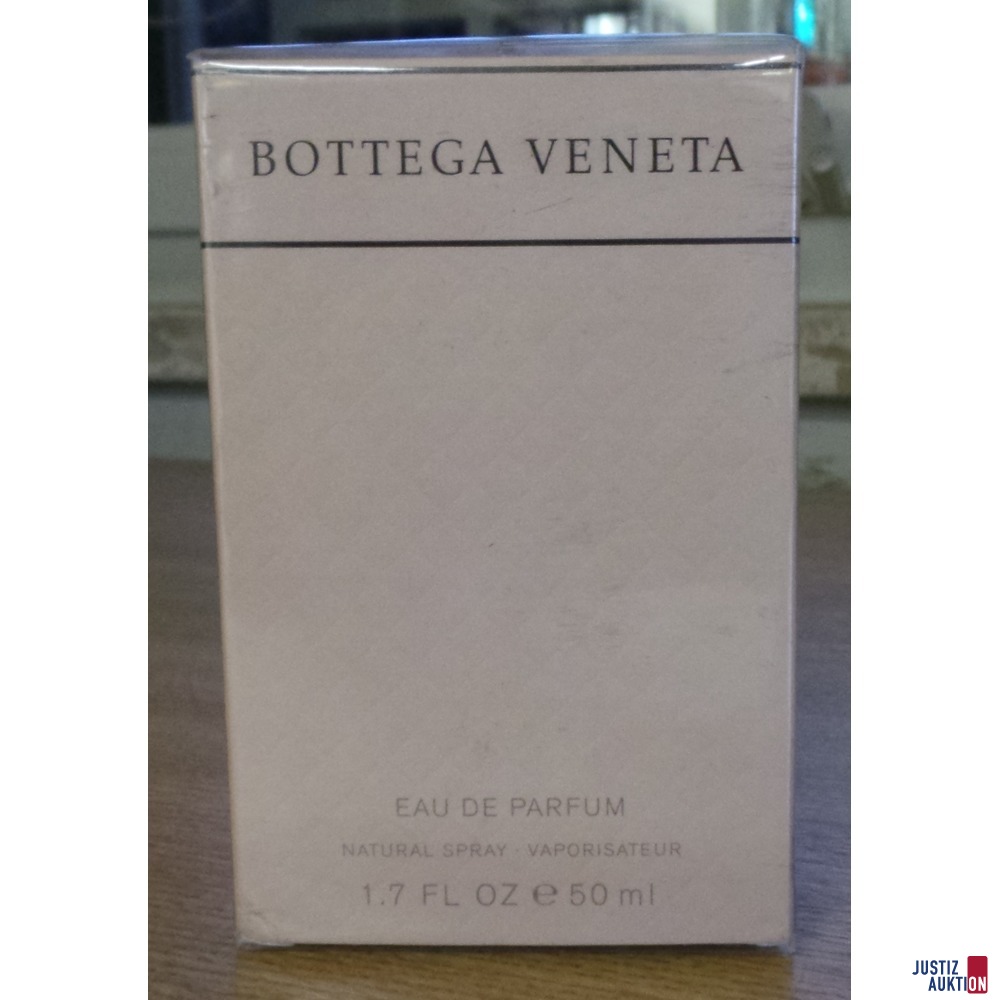 BOTTEGA VENETA
EAU DE PARFUM
NATURAL SPRAY · VAPORISATEUR
1.7 FL OZ ℮ 50 ml
JUSTIZ
AUKTION